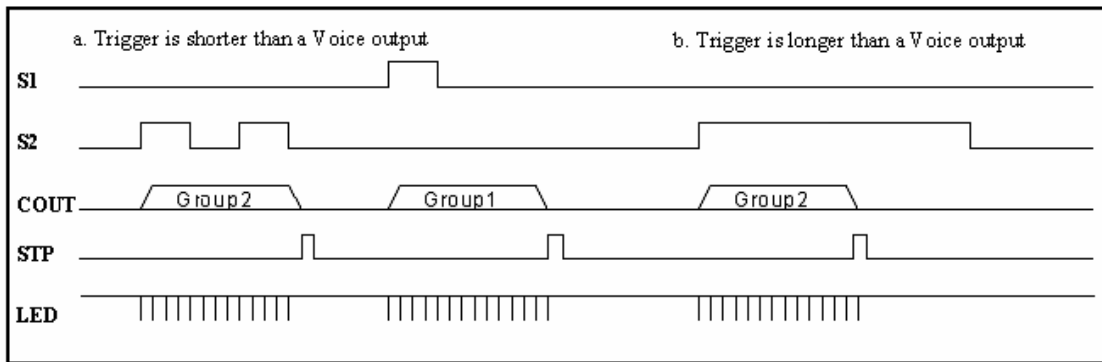 a. Trigger is shorter than a Voice output
b. Trigger is longer than a Voice output
S1
S2
COUT Group2 Group1 Group2
STP
LED